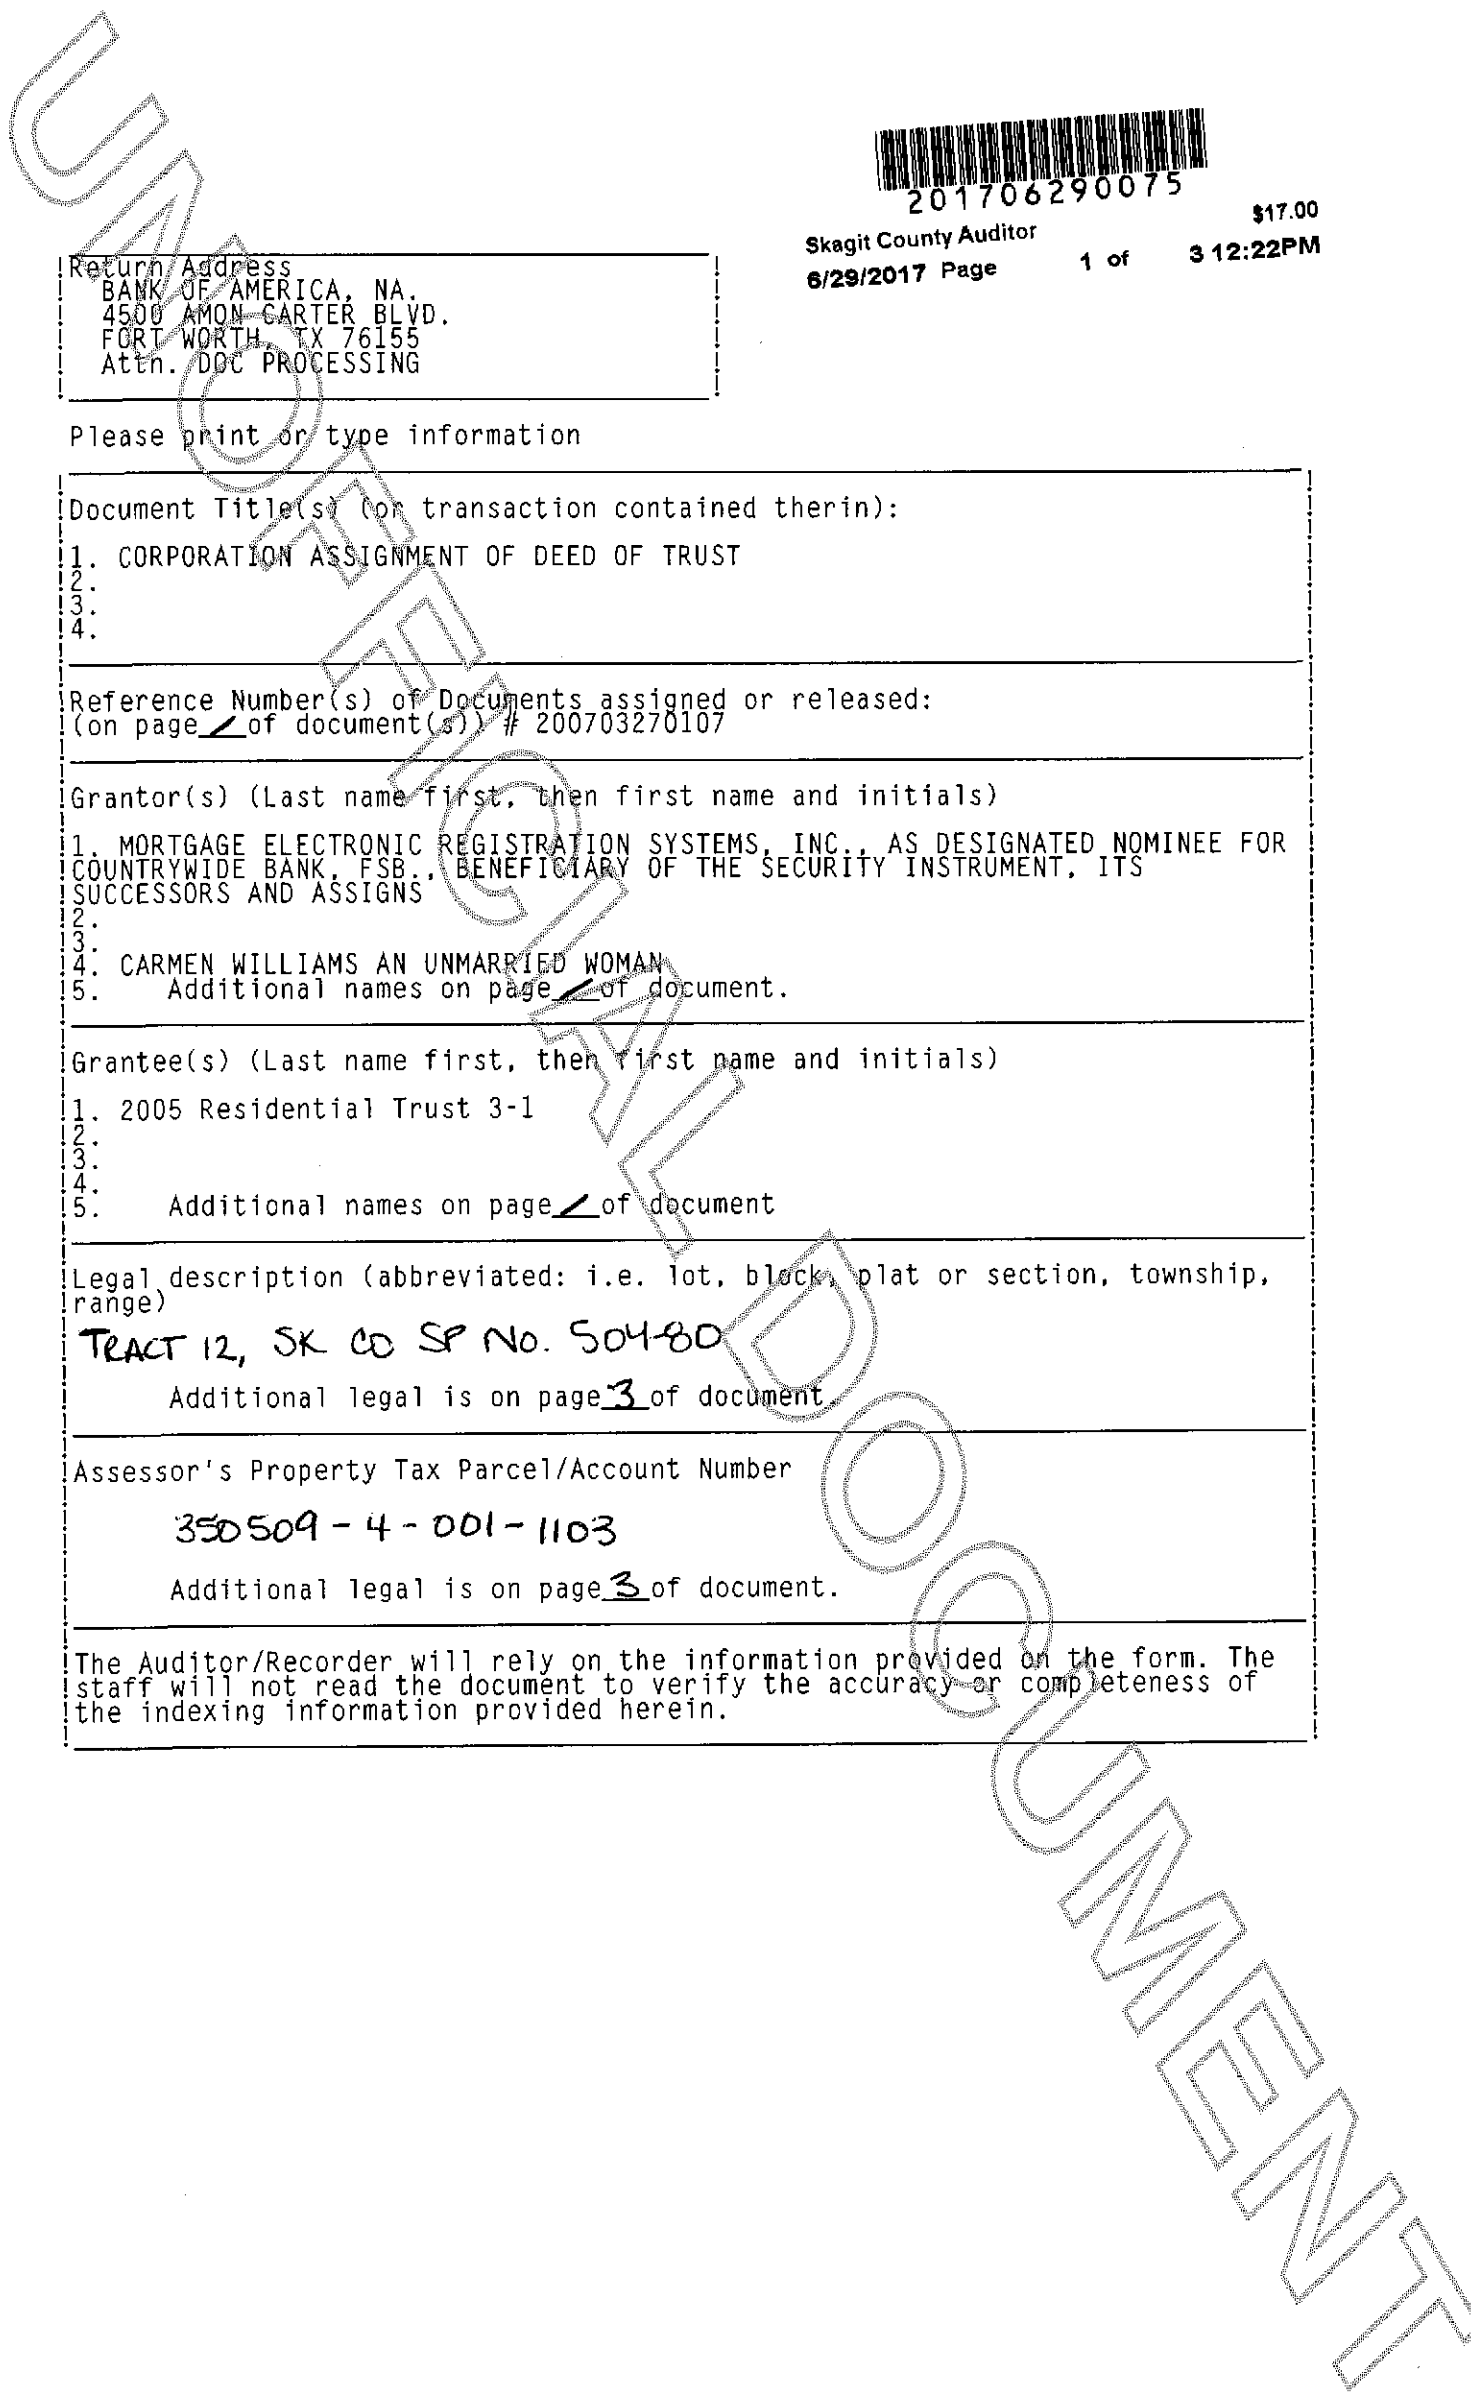 201706290075
Skagit County Auditor $17.00
6/29/2017 Page 1 of 3 12:22PM
Return Address
BANK OF AMERICA, NA.
4500 AMON CARTER BLVD.
FORT WORTH, TX 76155
Attn. DOC PROCESSING
Please print or type information
Document Title(s) (or transaction contained therin):
1. CORPORATION ASSIGNMENT OF DEED OF TRUST
2.
3.
4.
Reference Number(s) of Documents assigned or released:
(on page of document(s)) # 200703270107
Grantor(s) (Last name first, then first name and initials)
1. MORTGAGE ELECTRONIC REGISTRATION SYSTEMS, INC., AS DESIGNATED NOMINEE FOR
COUNTRYWIDE BANK, FSB., BENEFICIARY OF THE SECURITY INSTRUMENT, ITS
SUCCESSORS AND ASSIGNS
2.
3.
4. CARMEN WILLIAMS AN UNMARRIED WOMAN
5. Additional names on page of document.
Grantee(s) (Last name first, then first name and initials)
1. 2005 Residential Trust 3-1
2.
3.
4.
5. Additional names on page of document
Legal description (abbreviated: i.e. lot, block, plat or section, township,
range)
TRACT 12, SK CO SP NO. 504-80
Additional legal is on page 3 of document.
Assessor's Property Tax Parcel/Account Number
350509-4-001-1103
Additional legal is on page 3 of document.
The Auditor/Recorder will rely on the information provided on the form. The
staff will not read the document to verify the accuracy or completeness of
the indexing information provided herein.
UNOFFICIAL DOCUMENT